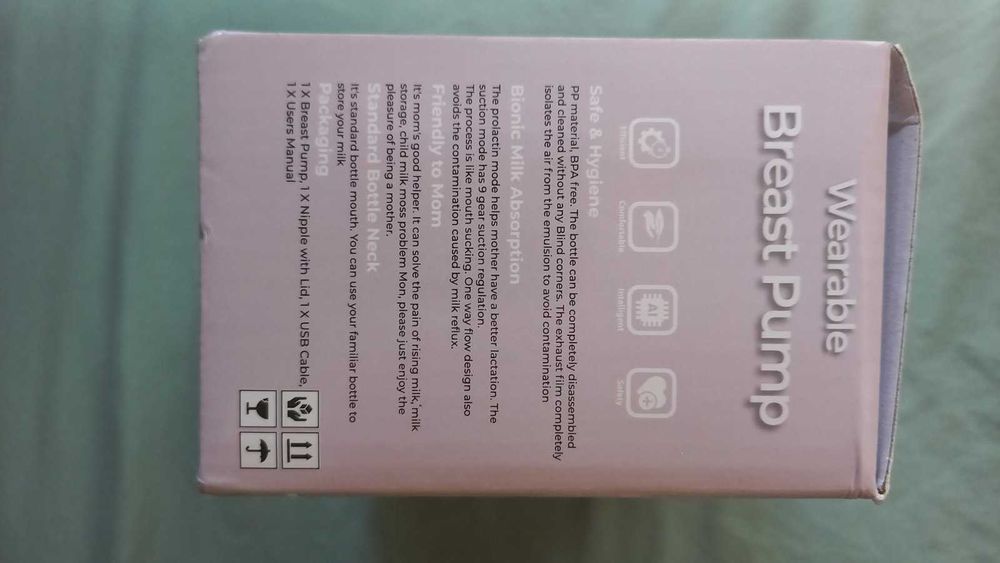 Wearable
Breast Pump
Efficient
Comfortable
AI
Intelligent
Safety
Safe & Hygiene
PP material, BPA free. The bottle can be completely disassembled
and cleaned without any Blind corners. The exhaust film completely
isolates the air from the emulsion to avoid contamination
Bionic Milk Absorption
The prolactin mode helps mother have a better lactation. The
suction mode has 9 gear suction regulation.
The process is like mouth sucking. One way flow design also
avoids the contamination caused by milk reflux.
Friendly to Mom
It's mom's good helper. It can solve the pain of rising milk, 'milk
storage, child milk moss problem Mon, please just enjoy the
pleasure of being a mother.
Standard Bottle Neck
It's standard bottle mouth. You can use your familiar bottle to
store your milk
Packaging
1 X Breast Pump, 1 X Nipple with Lid, 1 X USB Cable,
1 X Users Manual